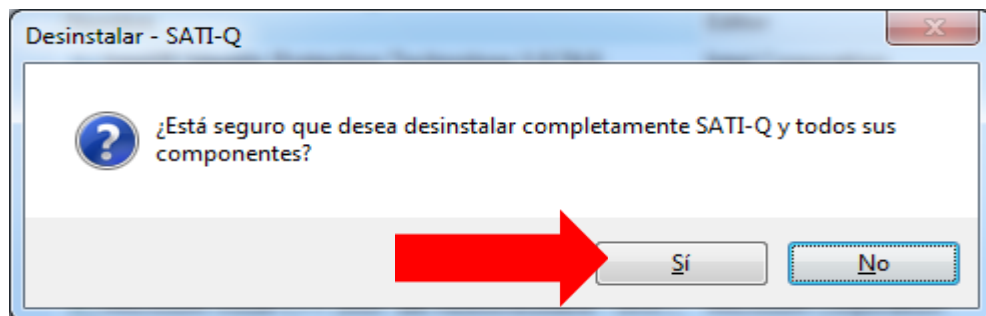 Desinstalar - SATI-Q
¿Está seguro que desea desinstalar completamente SATI-Q y todos sus
componentes?
Sí
No